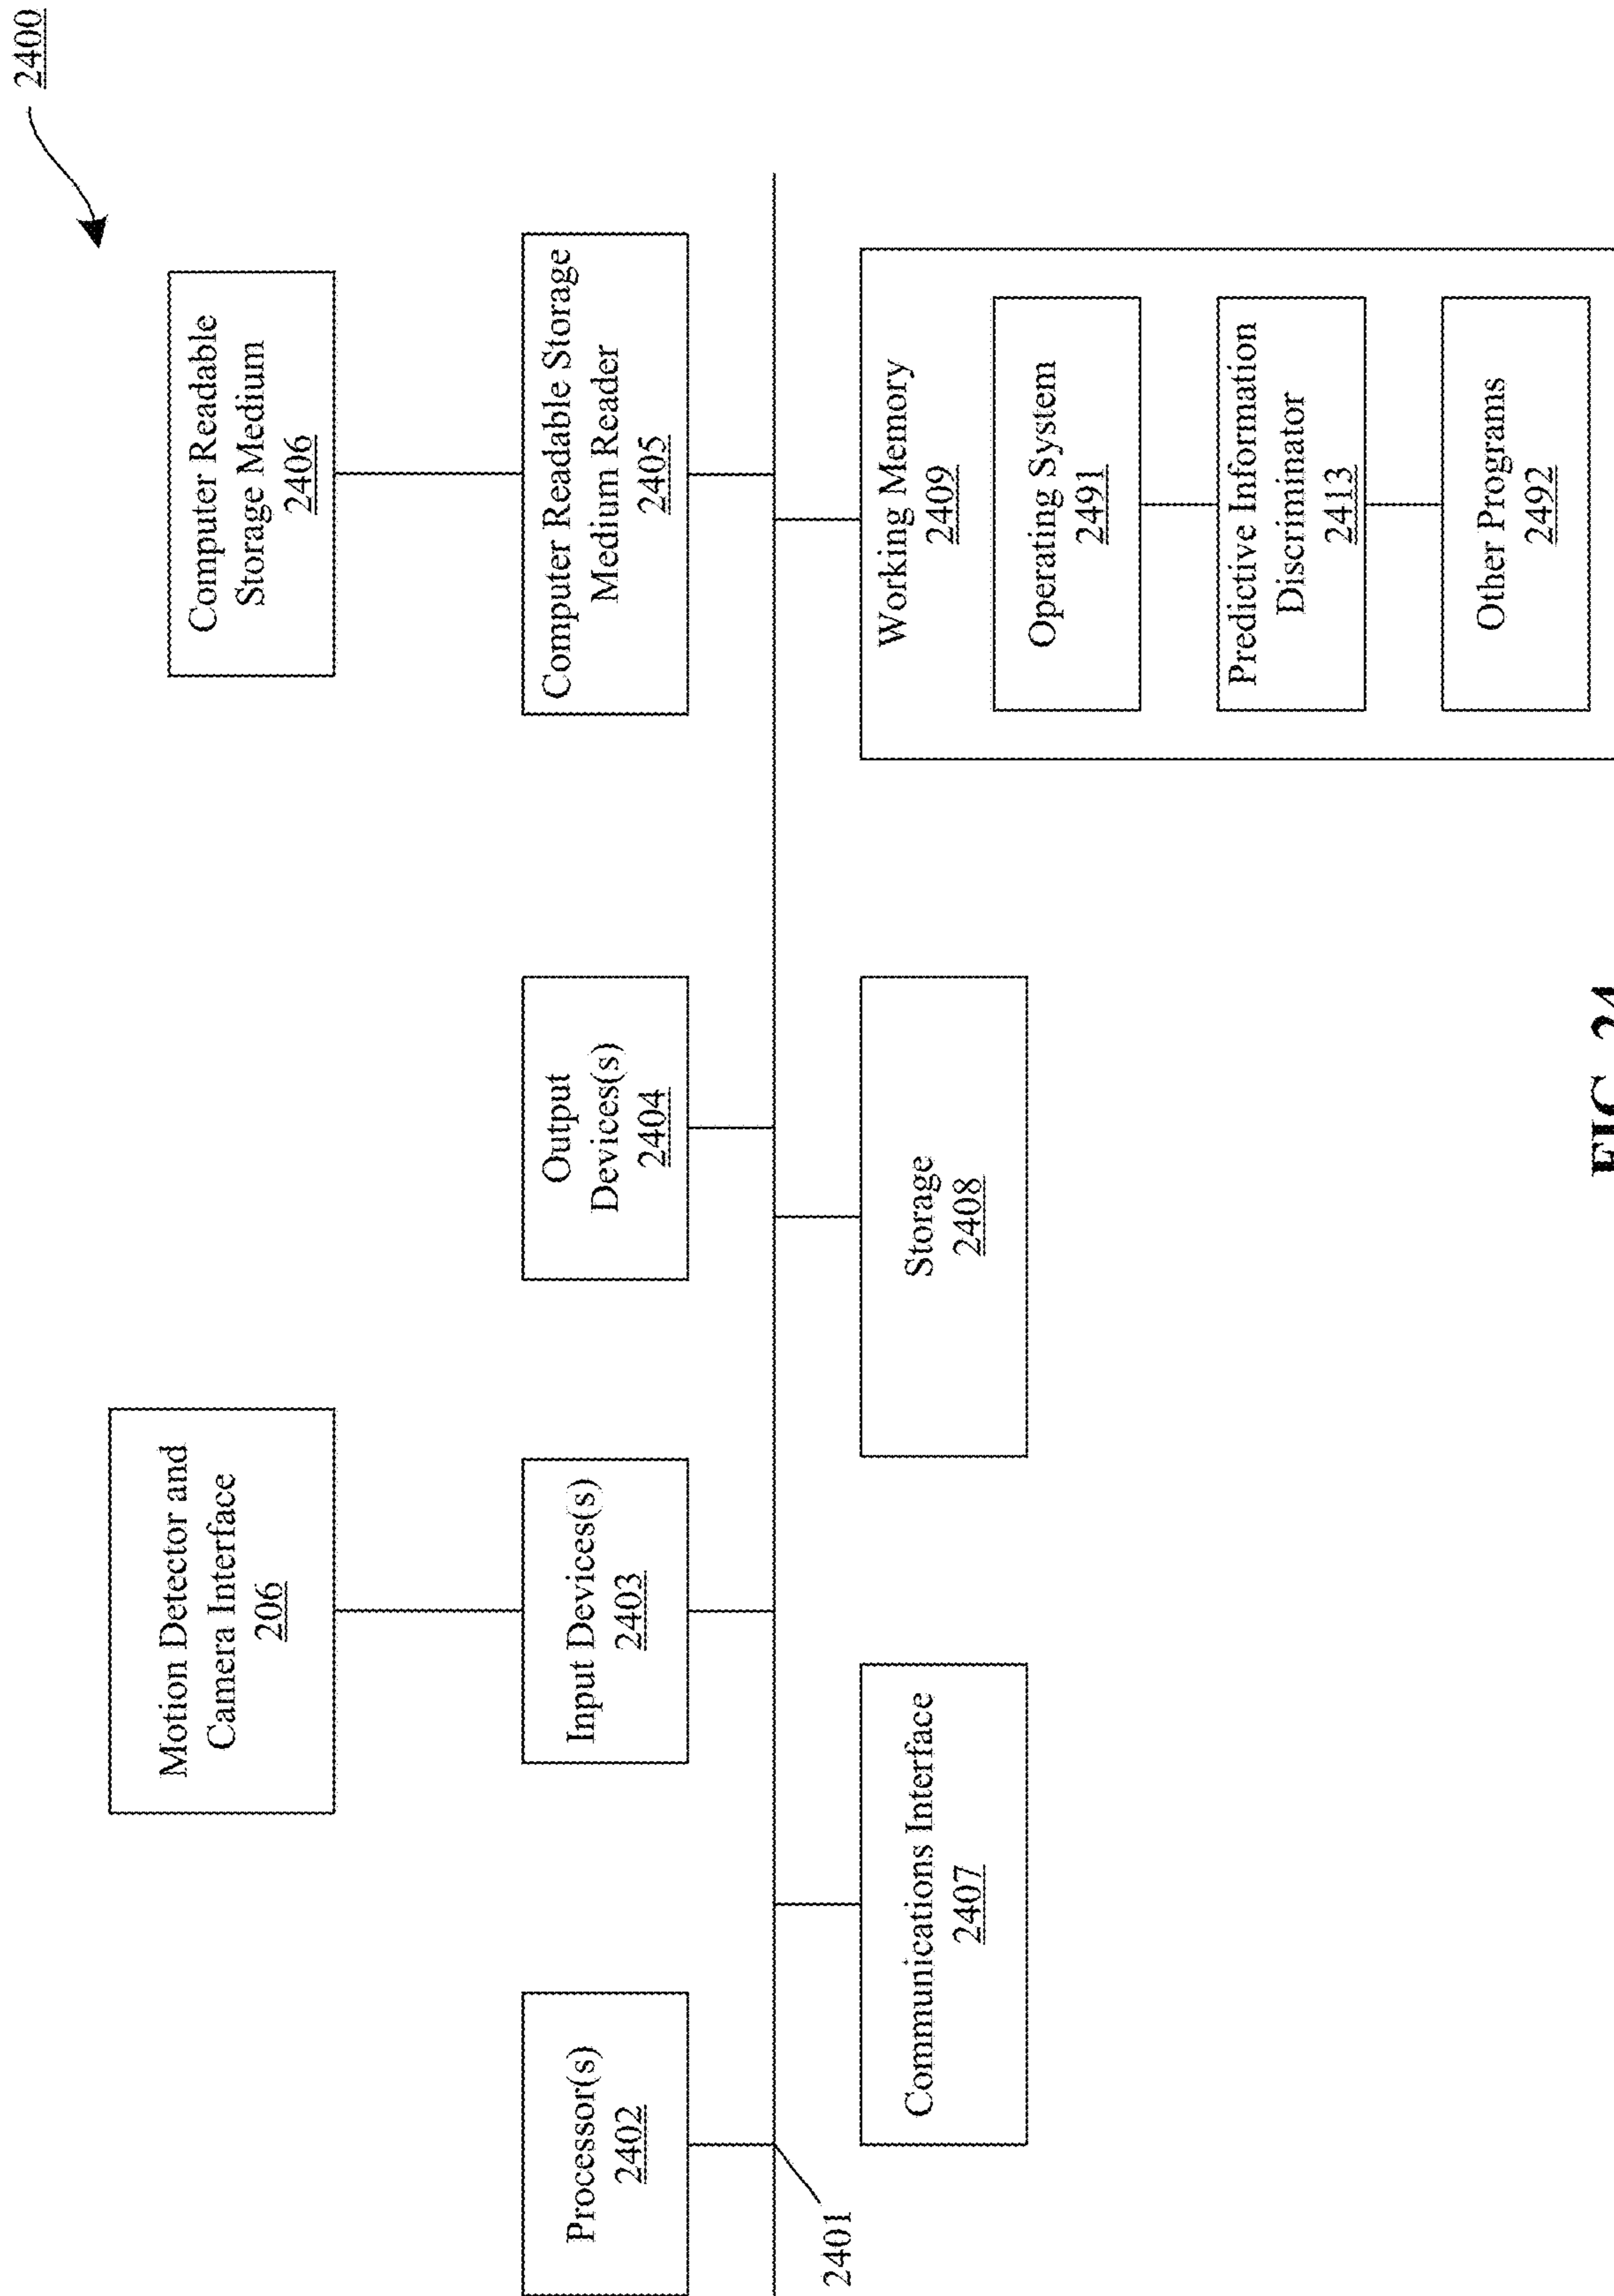 2400
Motion Detector and
Camera Interface
206
Computer Readable
Storage Medium
2406
Processor(s)
2402
Input Devices(s)
2403
Output
Devices(s)
2404
Computer Readable Storage
Medium Reader
2405
2401
Communications Interface
2407
Storage
2408
Working Memory
2409
Operating System
2491
Predictive Information
Discriminator
2413
Other Programs
2492
FIG. 24